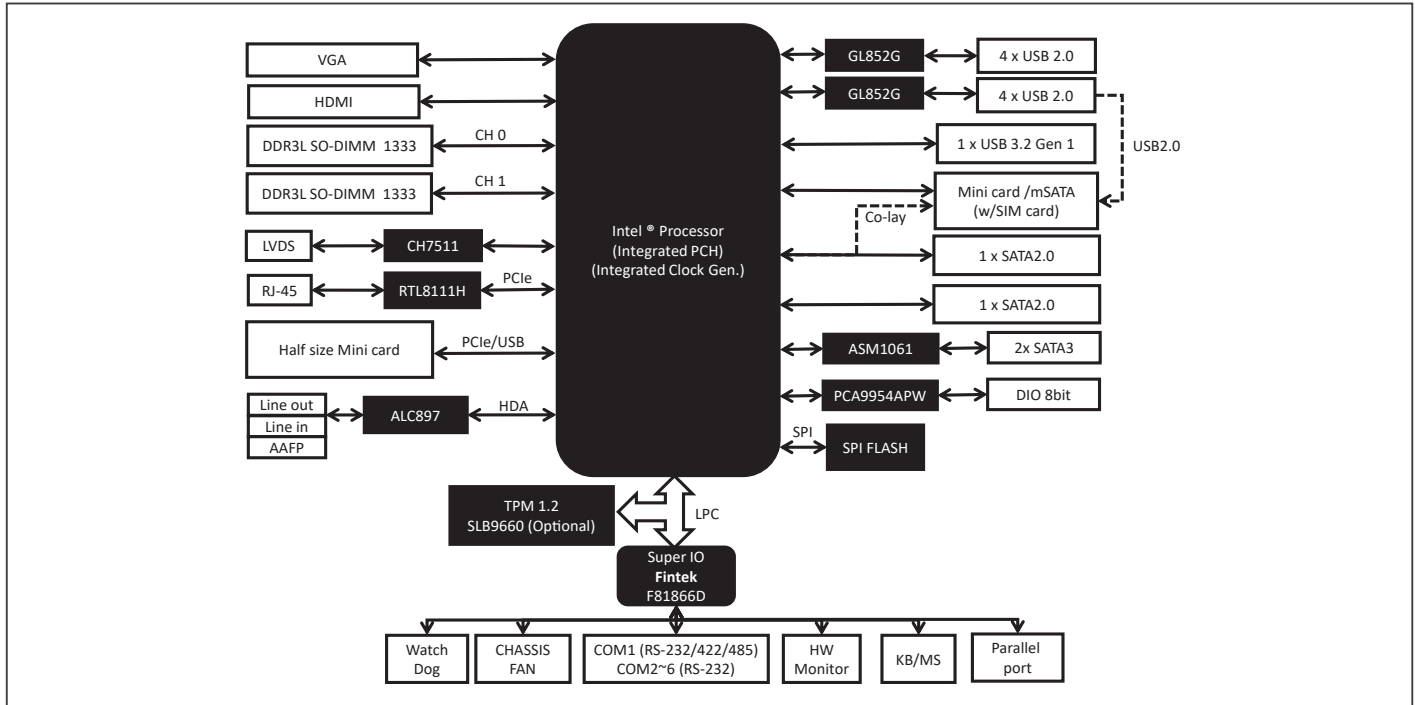 VGA
HDMI
DDR3L SO-DIMM 1333
CH 0
DDR3L SO-DIMM 1333
CH 1
LVDS
CH7511
RJ-45
RTL8111H
PCIe
Half size Mini card
PCIe/USB
Line out
Line in
AAFP
ALC897
HDA
Intel ® Processor
(Integrated PCH)
(Integrated Clock Gen.)
GL852G
4 x USB 2.0
GL852G
4 x USB 2.0
USB2.0
1 x USB 3.2 Gen 1
Mini card /mSATA
(w/SIM card)
Co-lay
1 x SATA2.0
1 x SATA2.0
ASM1061
2x SATA3
PCA9954APW
DIO 8bit
SPI
SPI FLASH
TPM 1.2
SLB9660 (Optional)
LPC
Super IO
Fintek
F81866D
Watch
Dog
CHASSIS
FAN
COM1 (RS-232/422/485)
COM2~6 (RS-232)
HW
Monitor
KB/MS
Parallel
port